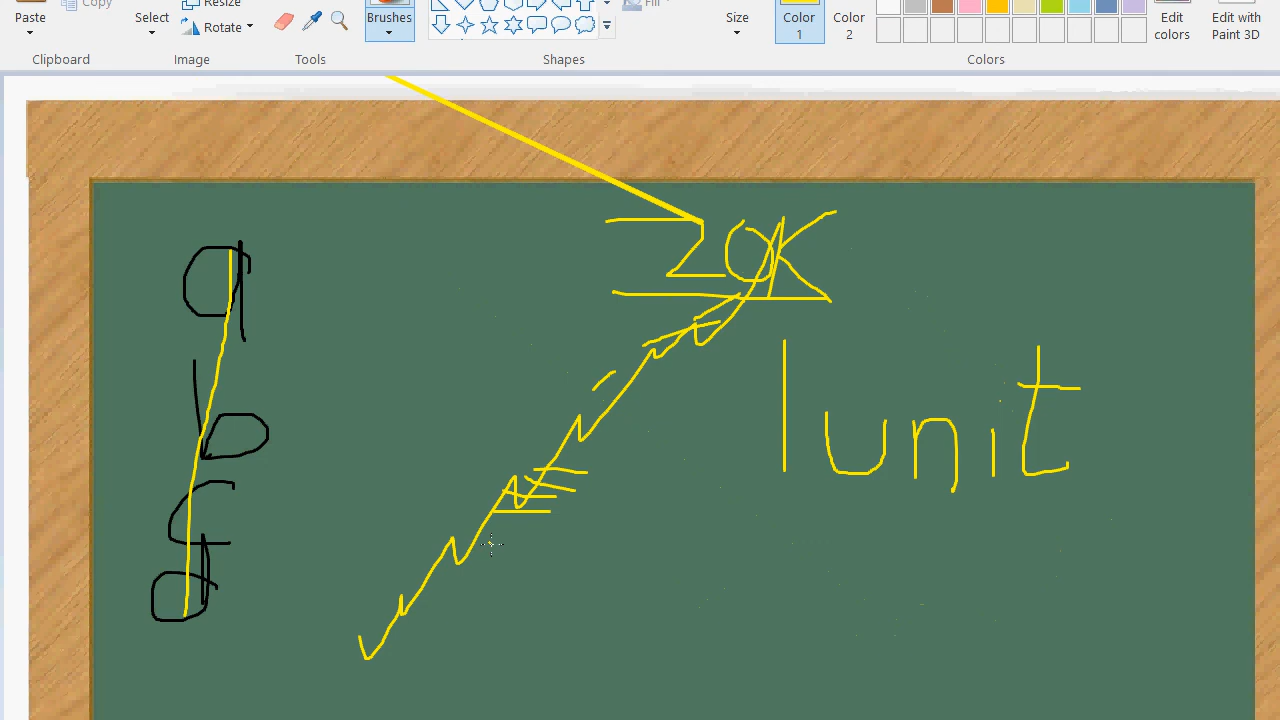 Copy
Resize
Fill
Paste
Select
Rotate
Brushes
Size
Color 1
Color 2
Edit colors
Edit with Paint 3D
Clipboard
Image
Tools
Shapes
Colors
a
20K
1unit
b
c
d